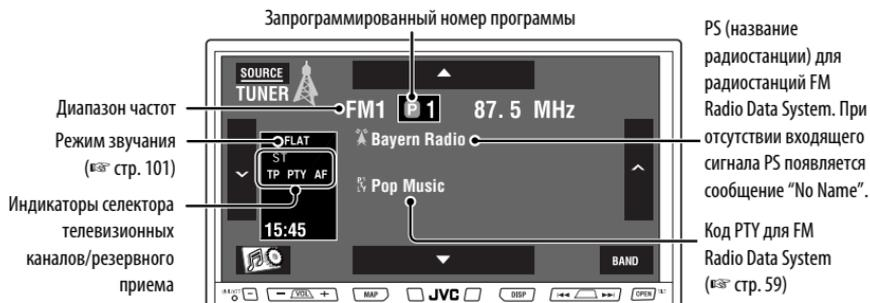 Запрограммированный номер программы
Диапазон частот
Режим звучания
(☞ стр. 101)
Индикаторы селектора
телевизионных
каналов/резервного
приема
SOURCE
TUNER
FM1 P 1 87.5 MHz
FLAT
ST
TP PTY AF
15:45
Bayern Radio
Pop Music
BAND
VOL
MAP
JVC
DISP
OPEN
PS (название
радиостанции) для
радиостанций FM
Radio Data System. При
отсутствии входящего
сигнала PS появляется
сообщение “No Name”.
Код PTY для FM
Radio Data System
(☞ стр. 59)